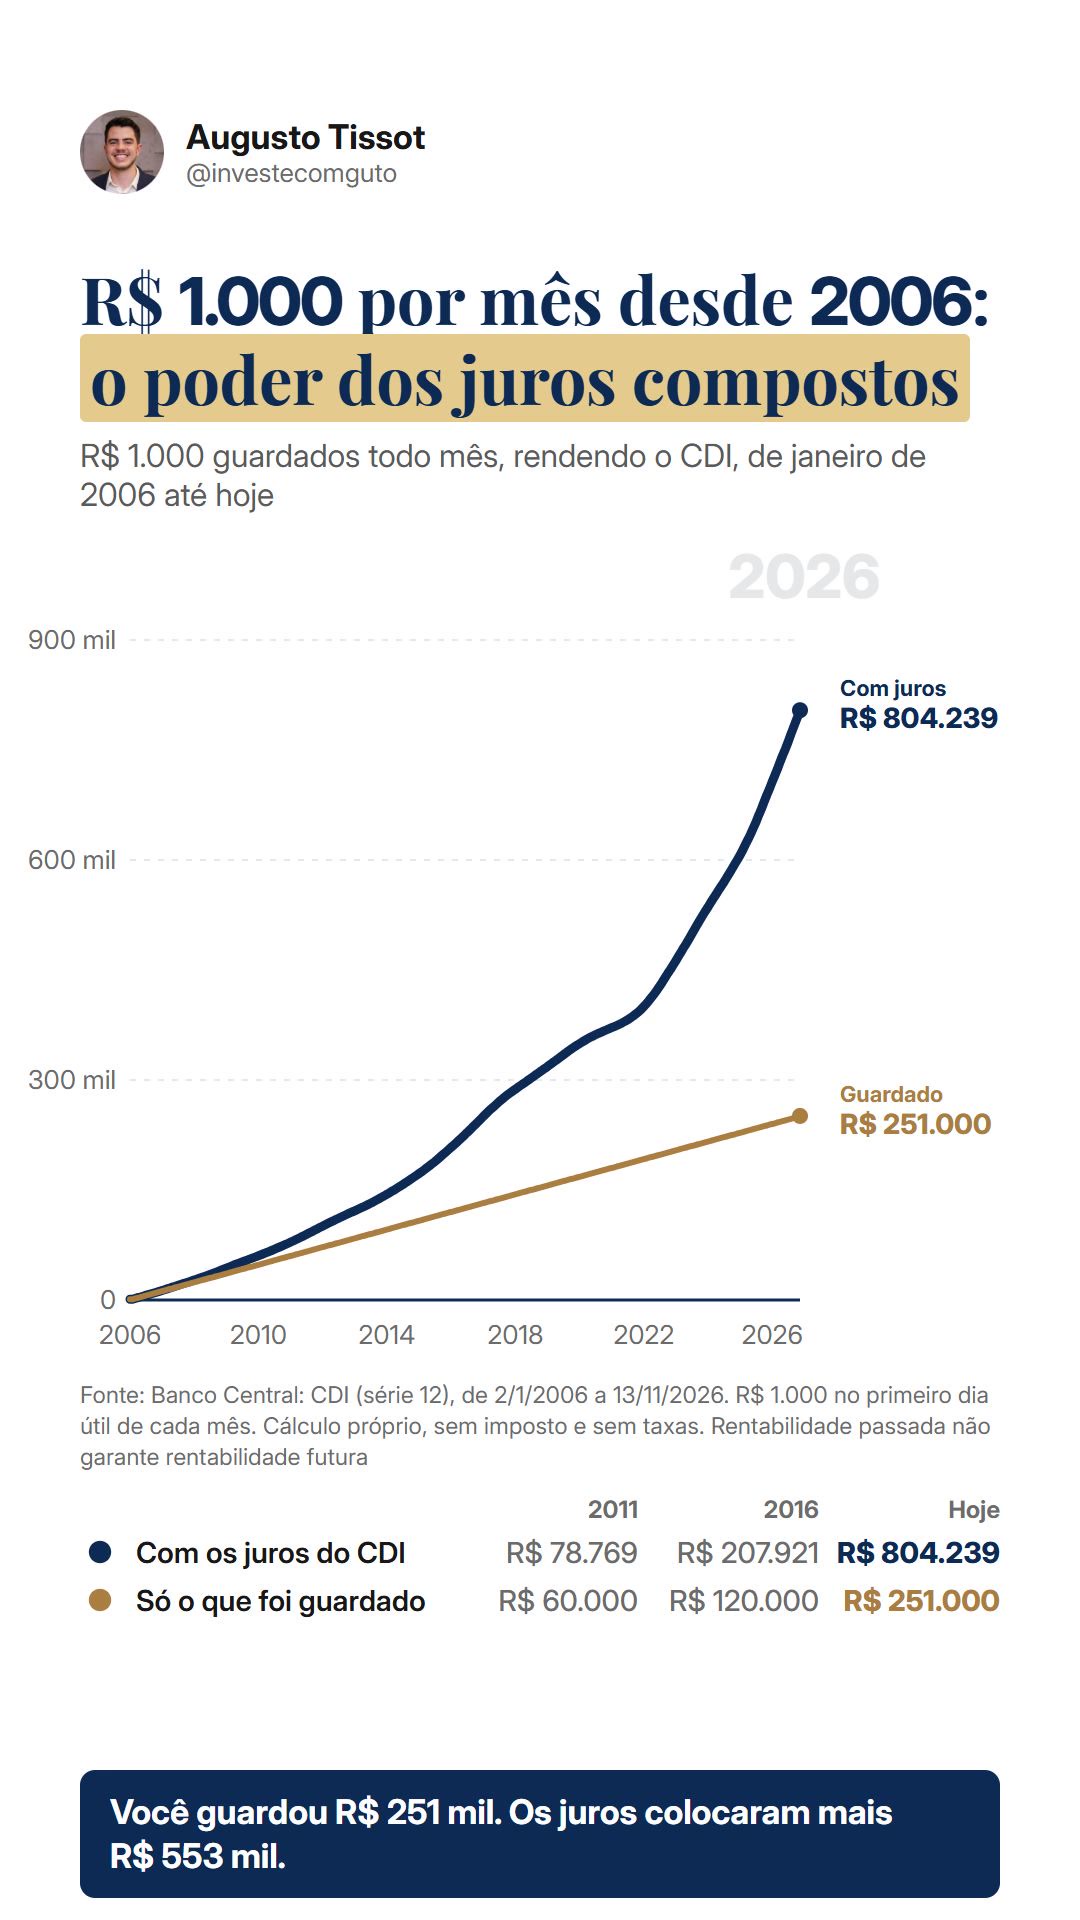 Augusto Tissot
@investecomguto
R$ 1.000 por mês desde 2006:
o poder dos juros compostos
R$ 1.000 guardados todo mês, rendendo o CDI, de janeiro de
2006 até hoje
2026
900 mil
Com juros
R$ 804.239
600 mil
300 mil
Guardado
R$ 251.000
0
2006 2010 2014 2018 2022 2026
Fonte: Banco Central: CDI (série 12), de 2/1/2006 a 13/11/2026. R$ 1.000 no primeiro dia
útil de cada mês. Cálculo próprio, sem imposto e sem taxas. Rentabilidade passada não
garante rentabilidade futura
2011 2016 Hoje
Com os juros do CDI R$ 78.769 R$ 207.921 R$ 804.239
Só o que foi guardado R$ 60.000 R$ 120.000 R$ 251.000
Você guardou R$ 251 mil. Os juros colocaram mais
R$ 553 mil.